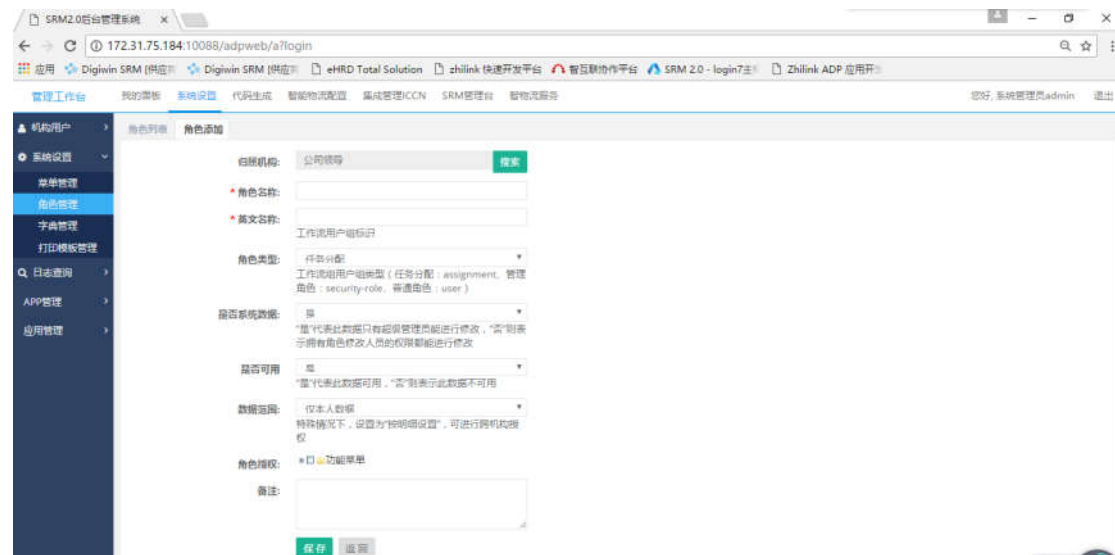 SRM2.0后台管理系统
172.31.75.184:10088/adpweb/a?login
应用 Digiwin SRM [供应 Digiwin SRM [供应 eHRD Total Solution zhilink 快速开发平台 智互联协作平台 SRM 2.0 - login7主 Zhilink ADP 应用开
管理工作台 我的面板 系统设置 代码生成 智能物流配置 集成管理ICCN SRM管理台 智物流服务 您好, 系统管理员admin 退出
机构用户 角色列表 角色添加
系统设置
菜单管理
角色管理
字典管理
打印模板管理
日志查询
APP管理
应用管理
归属机构: 公司领导 搜索
* 角色名称:
* 英文名称:
工作流用户组标识
角色类型: 任务分配
工作流组用户组类型（任务分配：assignment、管理
角色：security-role、普通角色：user）
是否系统数据: 是
“是”代表此数据只有超级管理员能进行修改，“否”则表
示拥有角色修改人员的权限都能进行修改
是否可用 是
“是”代表此数据可用，“否”则表示此数据不可用
数据范围: 仅本人数据
特殊情况下，设置为“按明细设置”，可进行跨机构授
权
角色授权: 功能菜单
备注:
保存 返回